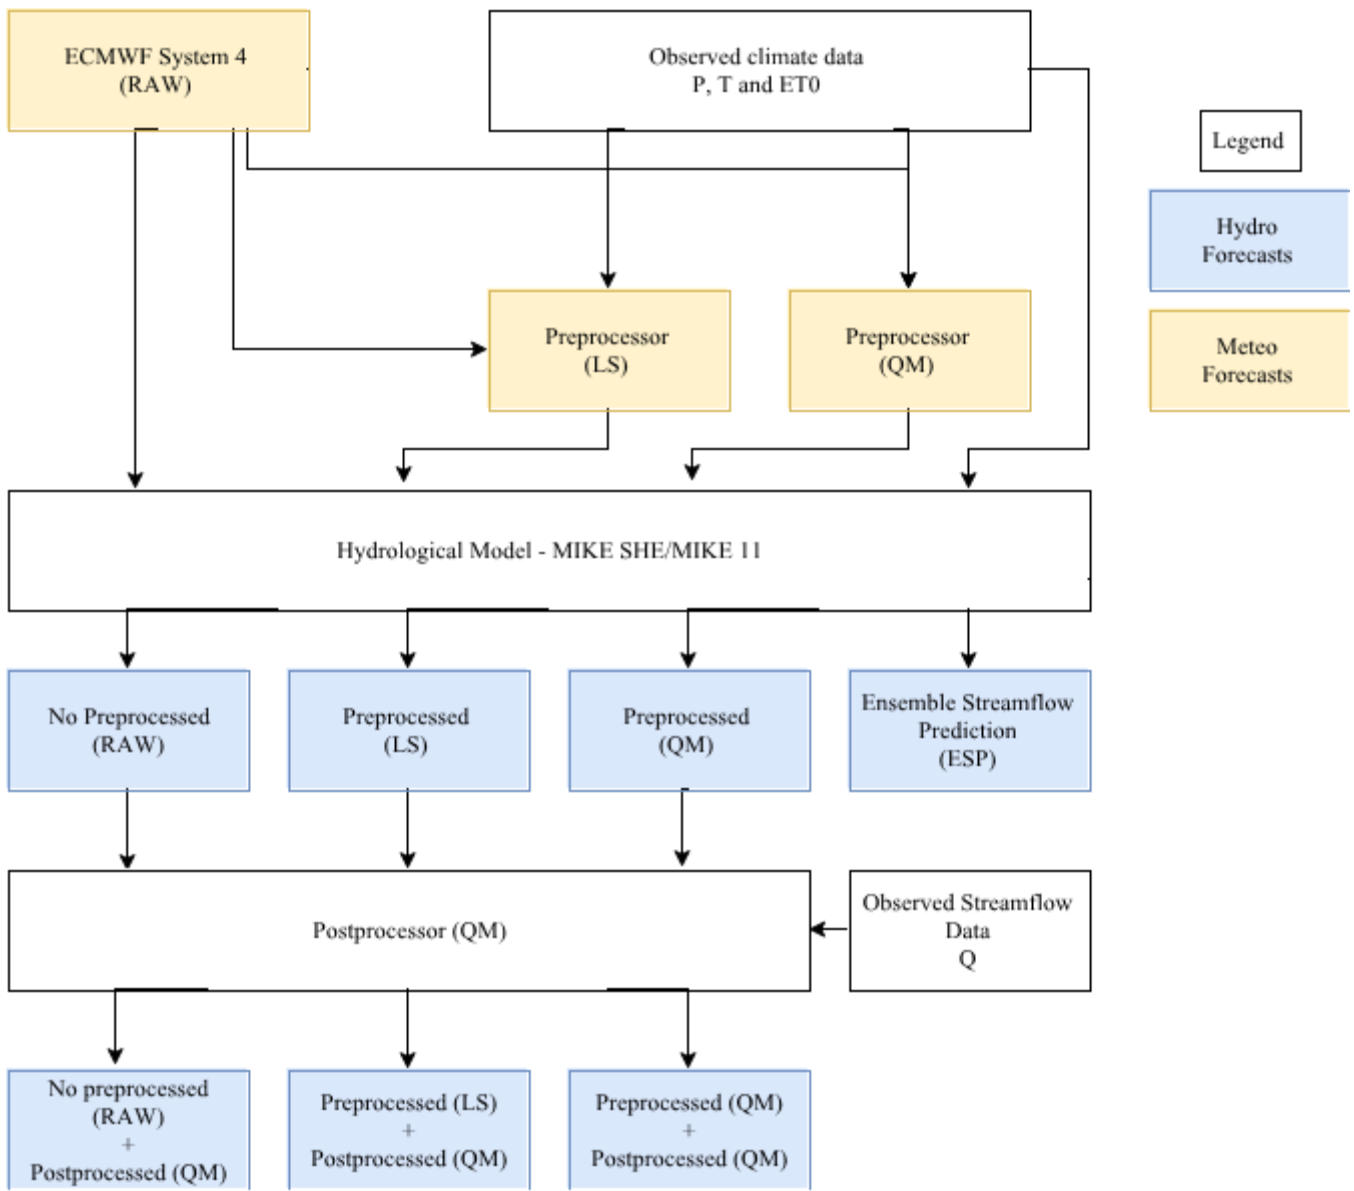 ECMWF System 4
(RAW)
Observed climate data
P, T and ET0
Legend
Hydro
Forecasts
Meteo
Forecasts
Preprocessor
(LS)
Preprocessor
(QM)
Hydrological Model - MIKE SHE/MIKE 11
No Preprocessed
(RAW)
Preprocessed
(LS)
Preprocessed
(QM)
Ensemble Streamflow
Prediction
(ESP)
Postprocessor (QM)
Observed Streamflow
Data
Q
No preprocessed
(RAW)
+
Postprocessed (QM)
Preprocessed (LS)
+
Postprocessed (QM)
Preprocessed (QM)
+
Postprocessed (QM)